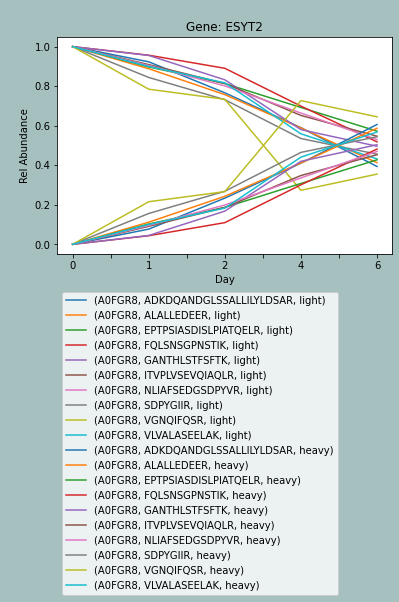 Gene: ESYT2
1.0
0.8
0.6
0.4
0.2
0.0
Rel Abundance
0 1 2 4 6
Day
(A0FGR8, ADKDQANDGLSSALLILYLDSAR, light)
(A0FGR8, ALALLEDEER, light)
(A0FGR8, EPTPSIASDISLPIATQELR, light)
(A0FGR8, FQLSNSGPNSTIK, light)
(A0FGR8, GANTHLSTFSFTK, light)
(A0FGR8, ITVPLVSEVQIAQLR, light)
(A0FGR8, NLIAFSEDGSDPYVR, light)
(A0FGR8, SDPYGIIR, light)
(A0FGR8, VGNQIFQSR, light)
(A0FGR8, VLVALASEELAK, light)
(A0FGR8, ADKDQANDGLSSALLILYLDSAR, heavy)
(A0FGR8, ALALLEDEER, heavy)
(A0FGR8, EPTPSIASDISLPIATQELR, heavy)
(A0FGR8, FQLSNSGPNSTIK, heavy)
(A0FGR8, GANTHLSTFSFTK, heavy)
(A0FGR8, ITVPLVSEVQIAQLR, heavy)
(A0FGR8, NLIAFSEDGSDPYVR, heavy)
(A0FGR8, SDPYGIIR, heavy)
(A0FGR8, VGNQIFQSR, heavy)
(A0FGR8, VLVALASEELAK, heavy)